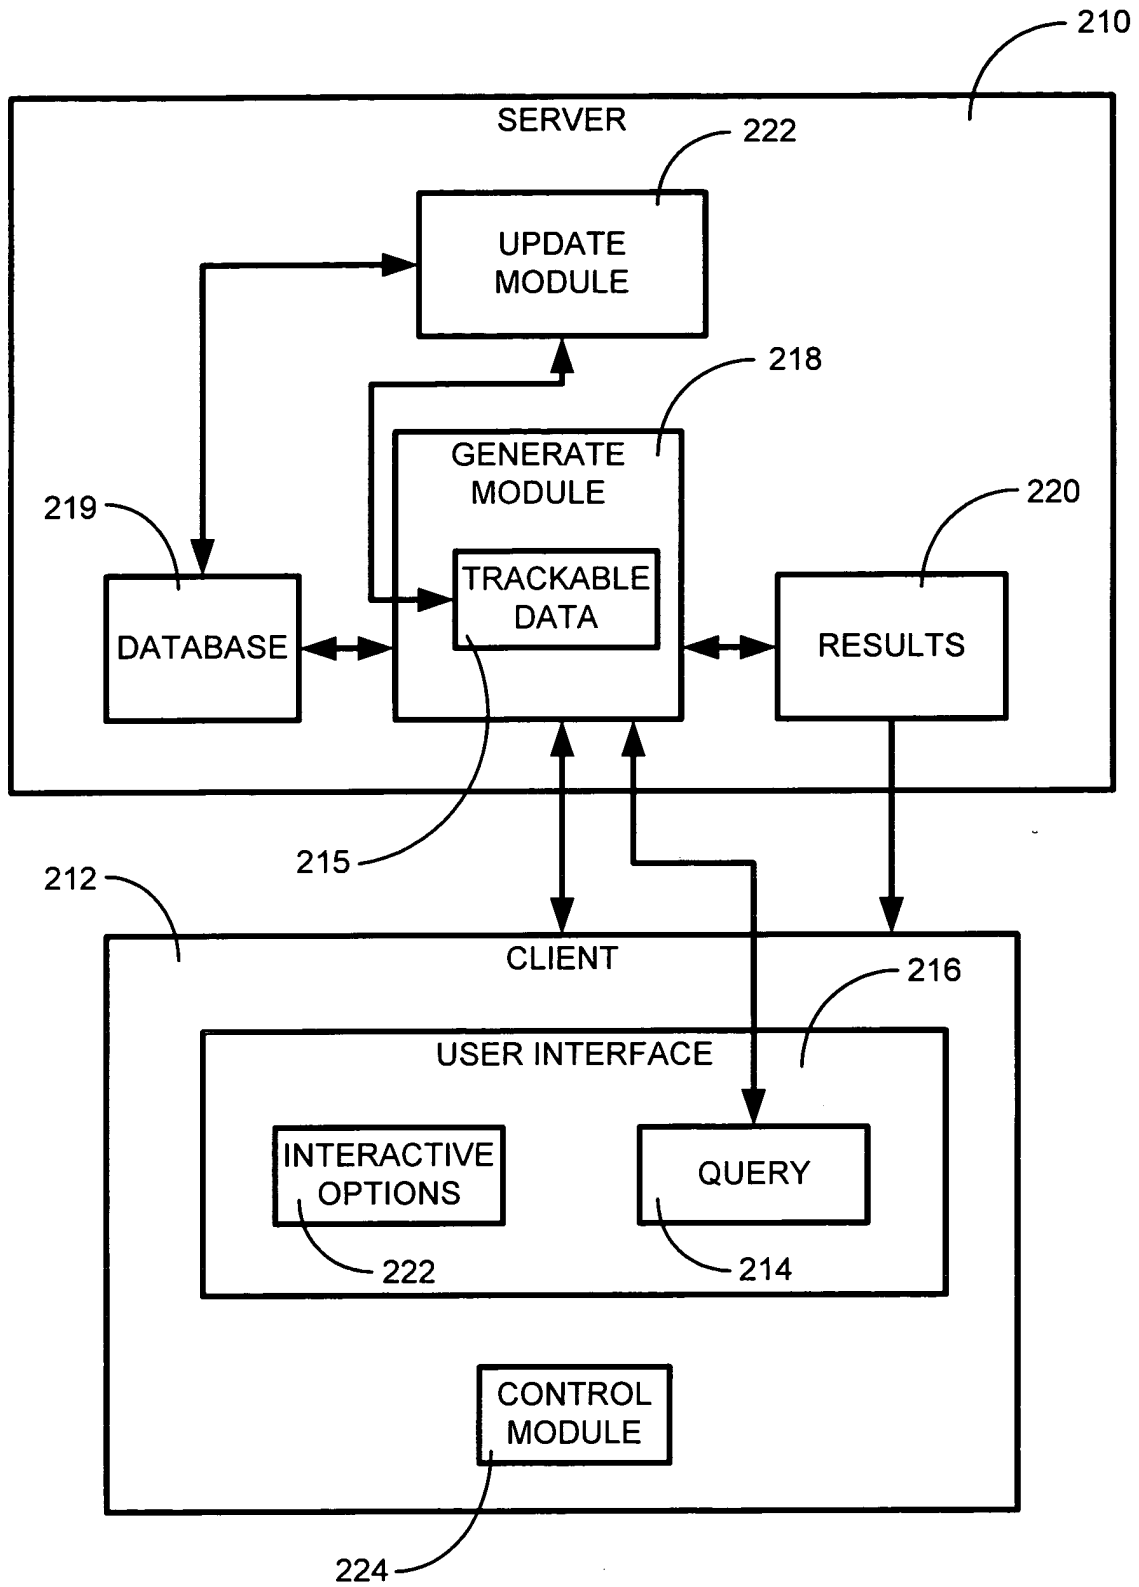 210
SERVER
222
UPDATE
MODULE
218
GENERATE
MODULE
219
220
TRACKABLE
DATA
DATABASE
RESULTS
215
212
CLIENT
216
USER INTERFACE
INTERACTIVE
OPTIONS
QUERY
222
214
CONTROL
MODULE
224